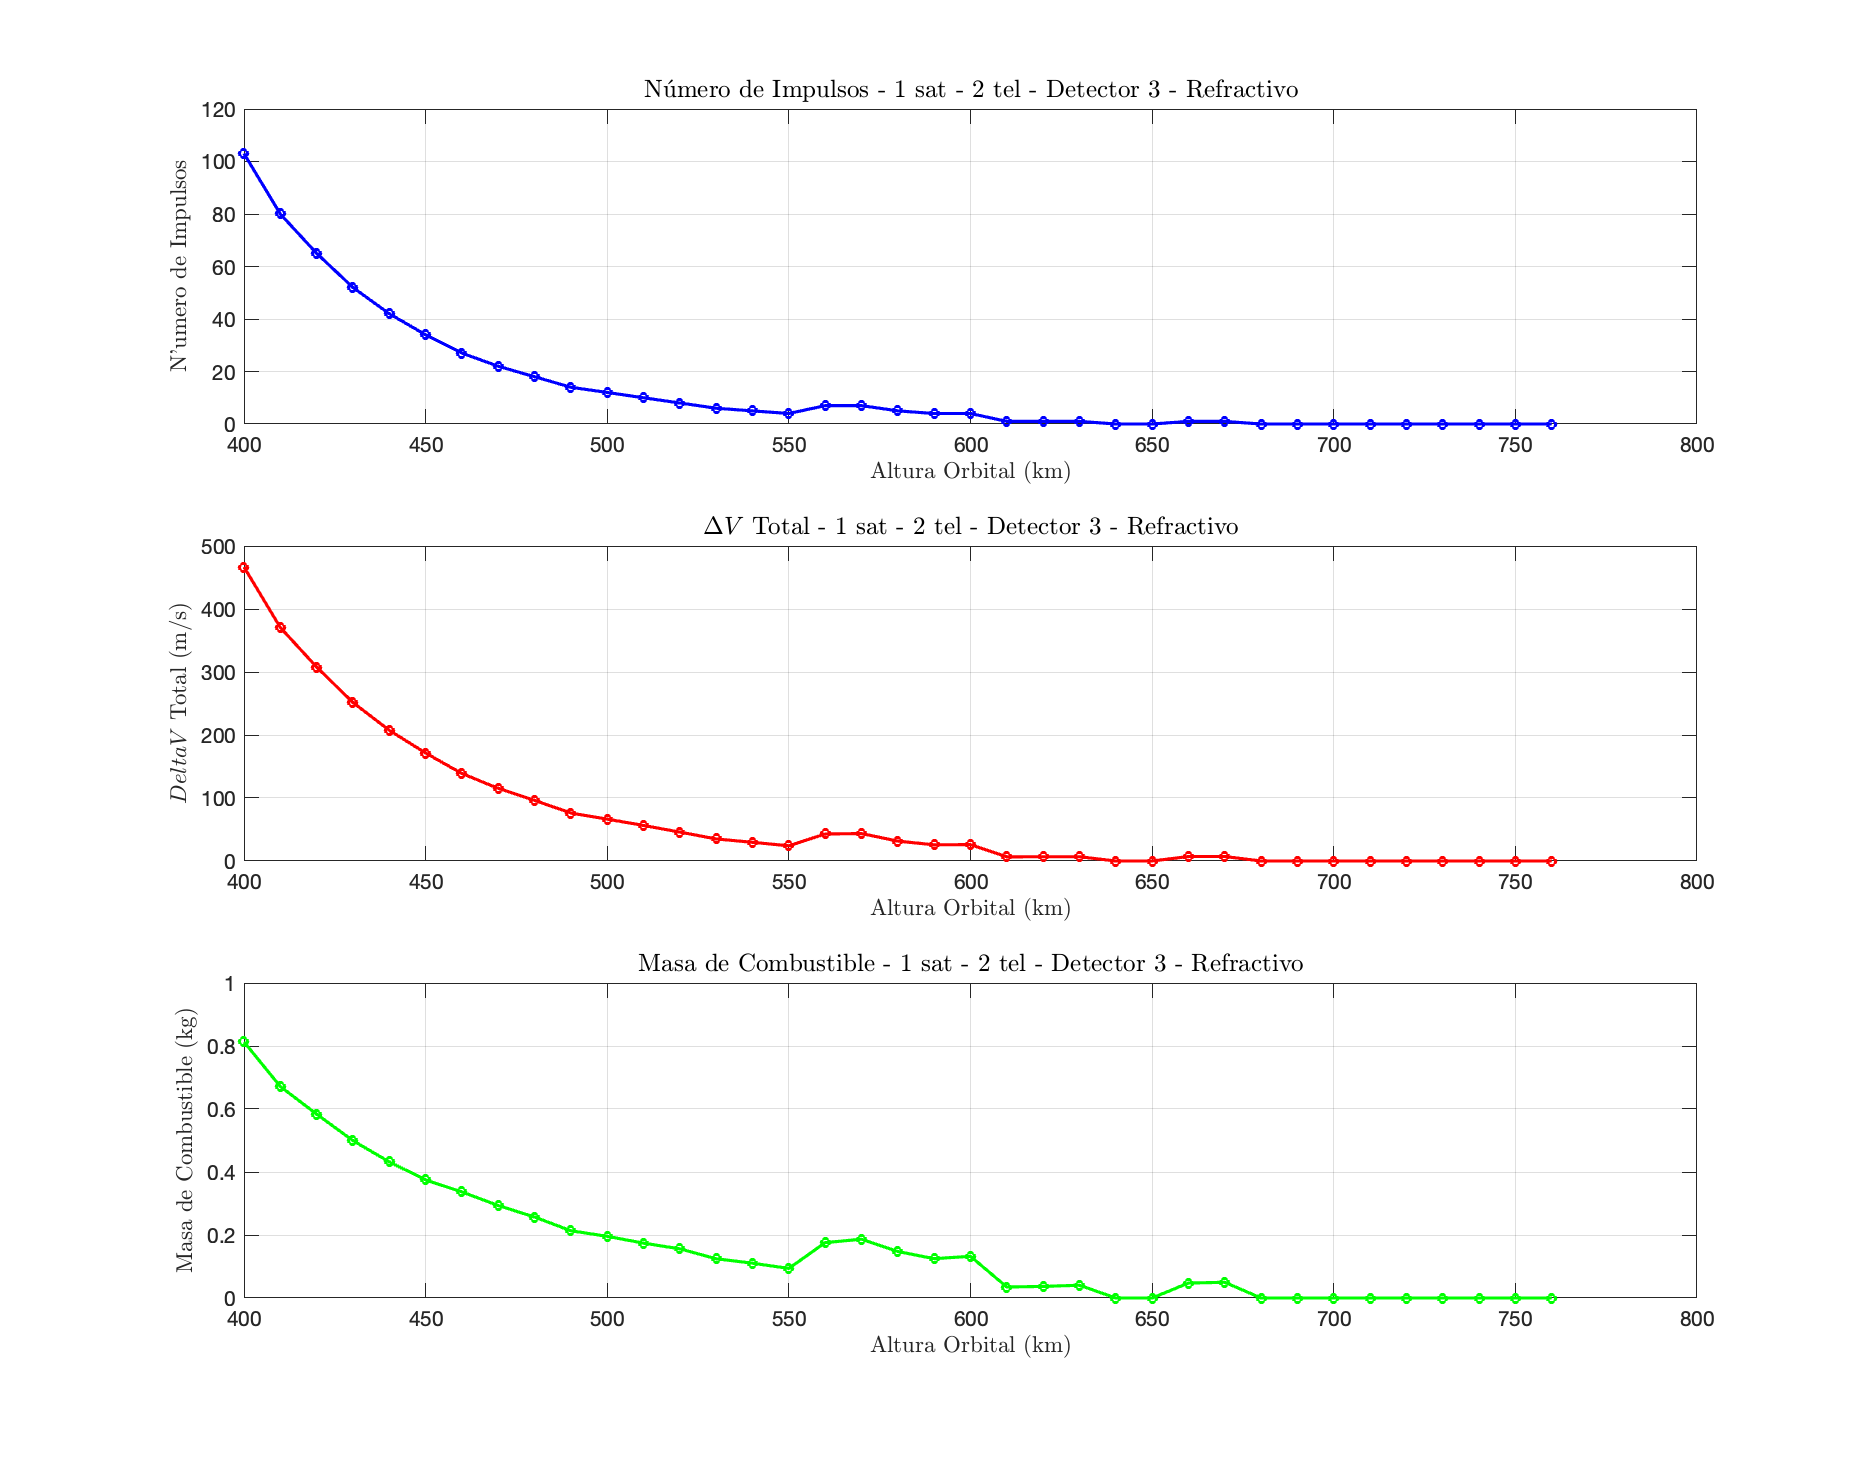 Número de Impulsos - 1 sat - 2 tel - Detector 3 - Refractivo
120
100
80
60
40
20
0
N'umero de Impulsos
400 450 500 550 600 650 700 750 800
Altura Orbital (km)
ΔV Total - 1 sat - 2 tel - Detector 3 - Refractivo
500
400
300
200
100
0
DeltaV Total (m/s)
400 450 500 550 600 650 700 750 800
Altura Orbital (km)
Masa de Combustible - 1 sat - 2 tel - Detector 3 - Refractivo
1
0.8
0.6
0.4
0.2
0
Masa de Combustible (kg)
400 450 500 550 600 650 700 750 800
Altura Orbital (km)